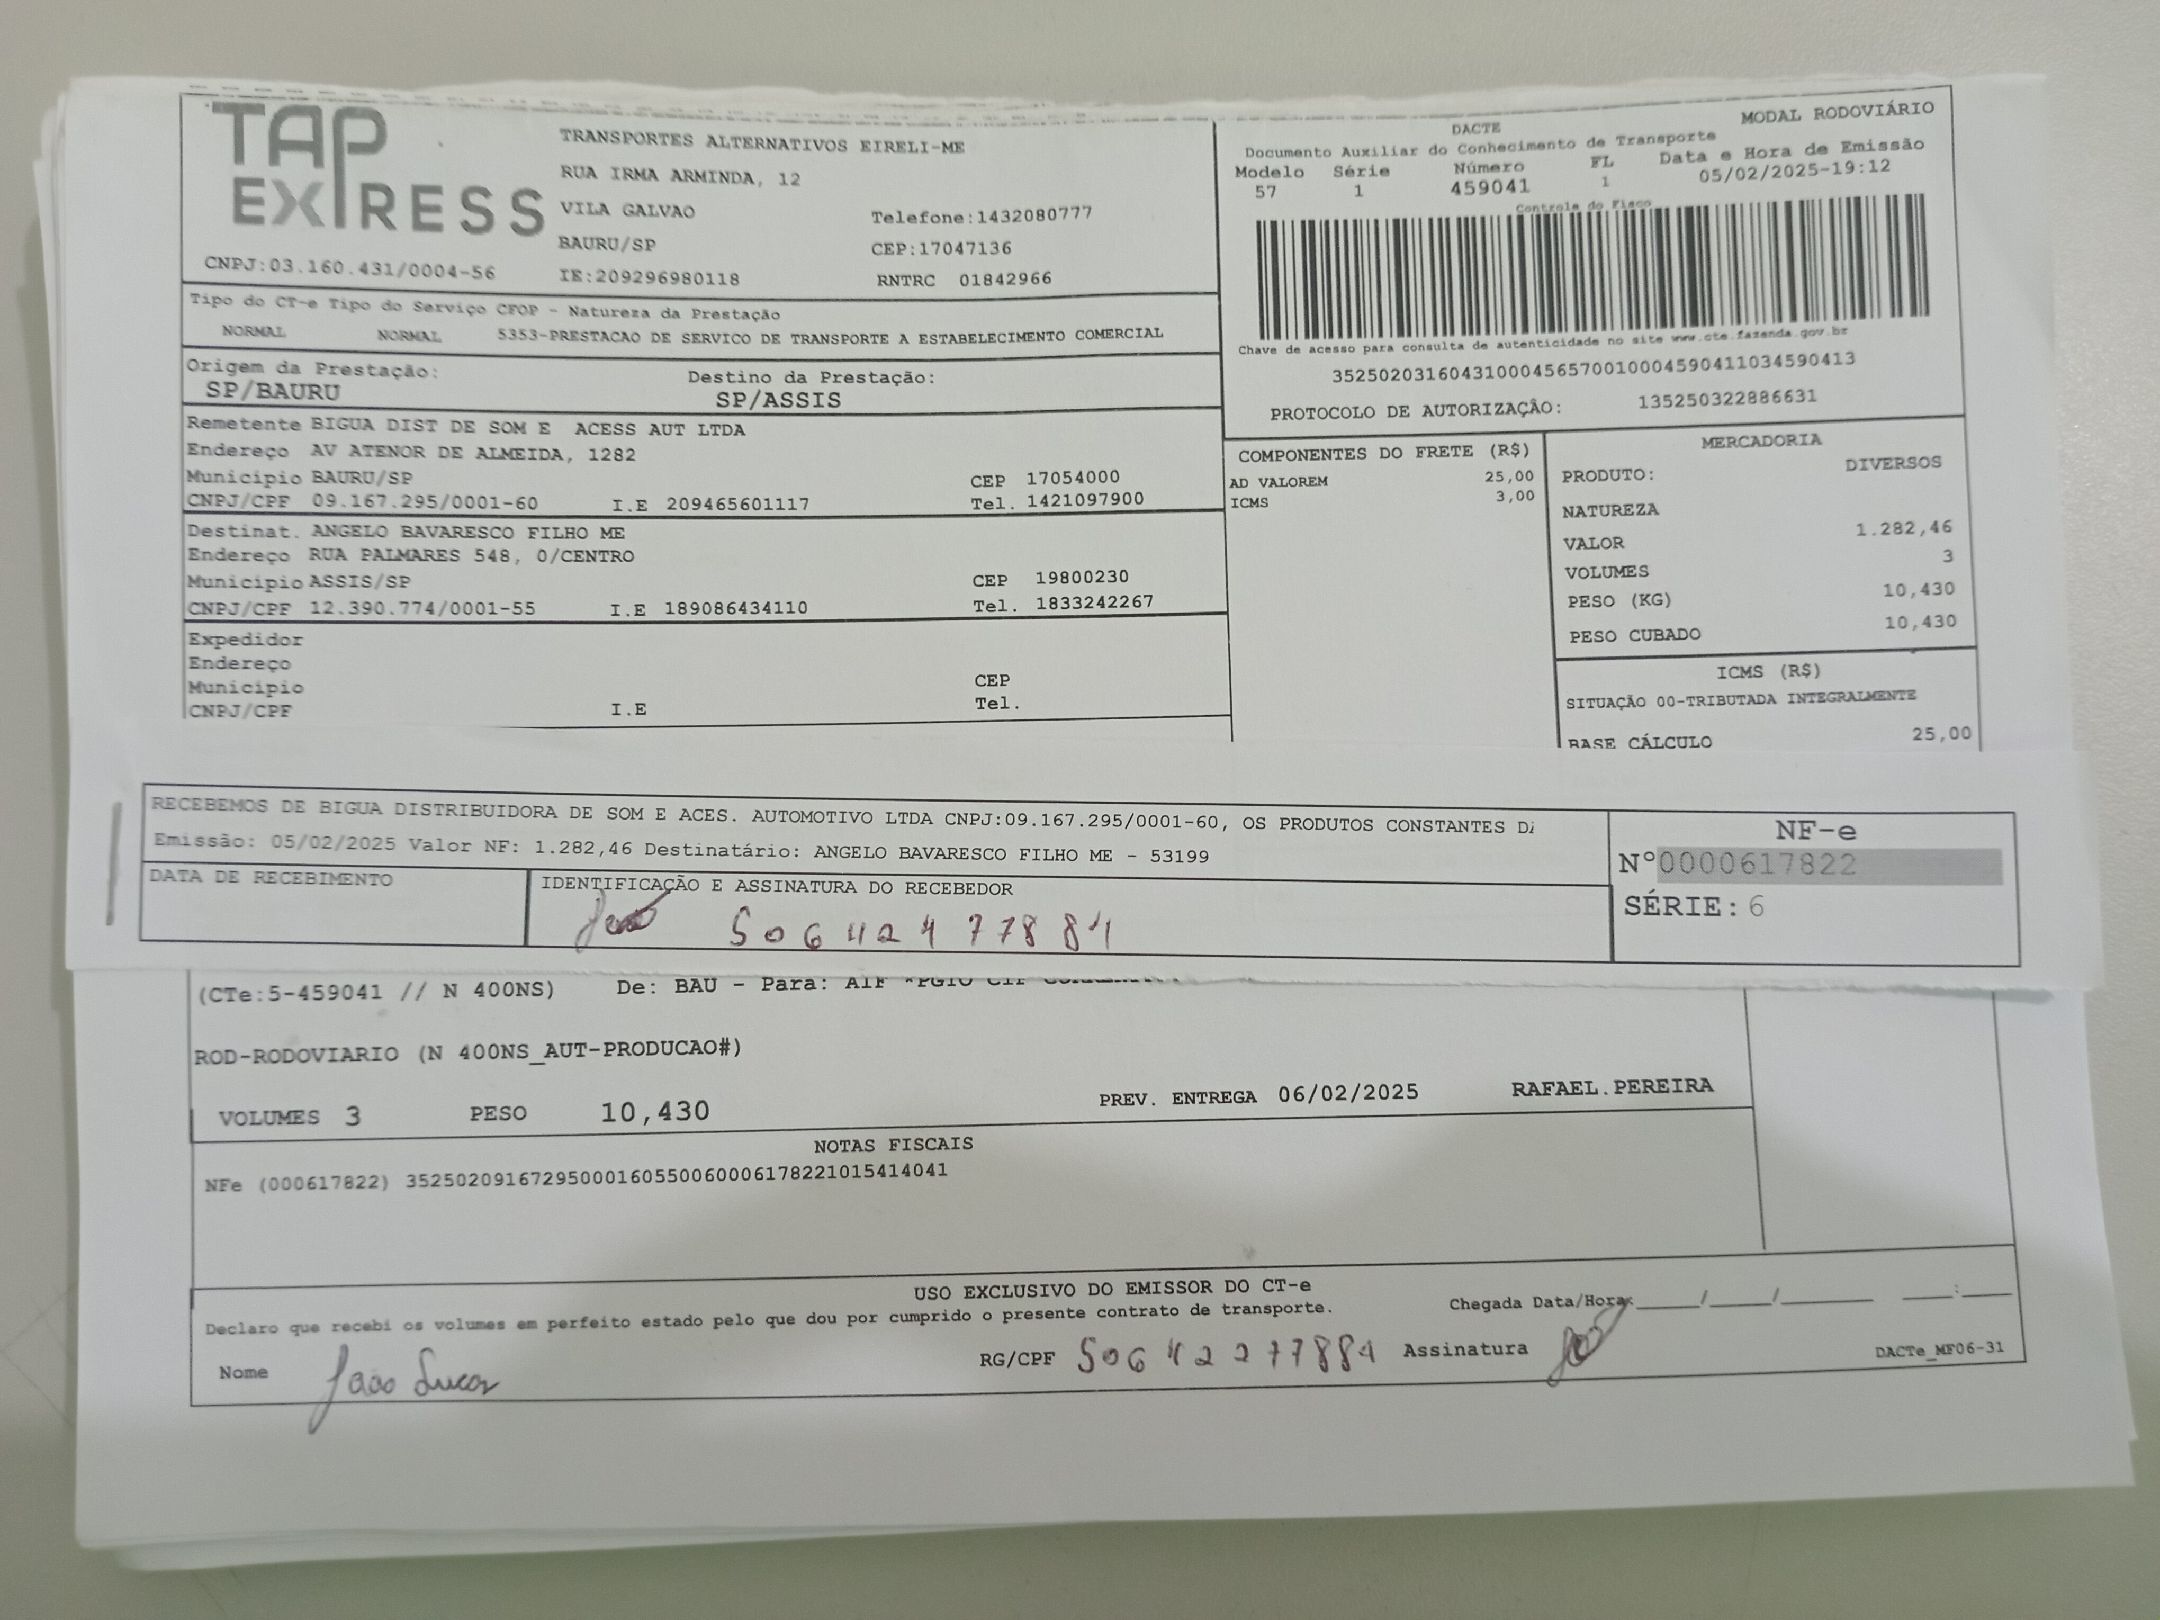 TAP EXPRESS
CNPJ:03.160.431/0004-56
TRANSPORTES ALTERNATIVOS EIRELI-ME
RUA IRMA ARMINDA, 12
VILA GALVAO
Telefone:1432080777
BAURU/SP
CEP:17047136
IE:209296980118
RNTRC 01842966
DACTE
MODAL RODOVIÁRIO
Documento Auxiliar do Conhecimento de Transporte
Modelo Série Número FL Data e Hora de Emissão
57 1 459041 1 05/02/2025-19:12
Controle do Fisco
Chave de acesso para consulta de autenticidade no site www.cte.fazenda.gov.br
35250203160431000456570010004590411034590413
PROTOCOLO DE AUTORIZAÇÂO: 135250322886631
Tipo do CT-e Tipo do Serviço CFOP - Natureza da Prestação
NORMAL NORMAL 5353-PRESTACAO DE SERVICO DE TRANSPORTE A ESTABELECIMENTO COMERCIAL
Origem da Prestação: Destino da Prestação:
SP/BAURU SP/ASSIS
Remetente BIGUA DIST DE SOM E ACESS AUT LTDA
Endereço AV ATENOR DE ALMEIDA, 1282
Municipio BAURU/SP CEP 17054000
CNPJ/CPF 09.167.295/0001-60 I.E 209465601117 Tel. 1421097900
Destinat. ANGELO BAVARESCO FILHO ME
Endereço RUA PALMARES 548, 0/CENTRO
Municipio ASSIS/SP CEP 19800230
CNPJ/CPF 12.390.774/0001-55 I.E 189086434110 Tel. 1833242267
Expedidor
Endereço
Municipio CEP
CNPJ/CPF I.E Tel.
COMPONENTES DO FRETE (R$)
AD VALOREM 25,00
ICMS 3,00
MERCADORIA
PRODUTO: DIVERSOS
NATUREZA
VALOR 1.282,46
VOLUMES 3
PESO (KG) 10,430
PESO CUBADO 10,430
ICMS (R$)
SITUAÇÃO 00-TRIBUTADA INTEGRALMENTE
BASE CÁLCULO 25,00
RECEBEMOS DE BIGUA DISTRIBUIDORA DE SOM E ACES. AUTOMOTIVO LTDA CNPJ:09.167.295/0001-60, OS PRODUTOS CONSTANTES
Emissão: 05/02/2025 Valor NF: 1.282,46 Destinatário: ANGELO BAVARESCO FILHO ME - 53199
DATA DE RECEBIMENTO
IDENTIFICAÇÃO E ASSINATURA DO RECEBEDOR
NF-e
N°0000617822
SÉRIE: 6
(CTe:5-459041 // N 400NS) De: BAU - Para:
ROD-RODOVIARIO (N 400NS_AUT-PRODUCAO#)
VOLUMES 3 PESO 10,430 PREV. ENTREGA 06/02/2025 RAFAEL.PEREIRA
NOTAS FISCAIS
NFe (000617822) 35250209167295000160550060006178221015414041
USO EXCLUSIVO DO EMISSOR DO CT-e
Declaro que recebi os volumes em perfeito estado pelo que dou por cumprido o presente contrato de transporte.
Chegada Data/Hora:_____/_____/_______ ____:____
Nome João Lucas RG/CPF Assinatura
DACTe_MF06-31